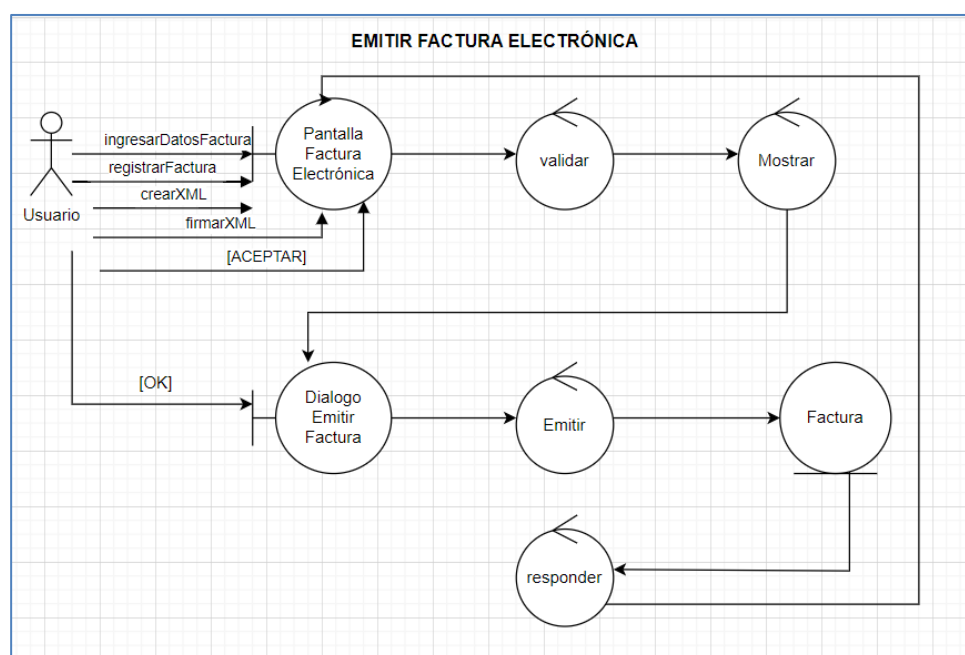 EMITIR FACTURA ELECTRÓNICA
ingresarDatosFactura
registrarFactura
crearXML
firmarXML
[ACEPTAR]
Usuario
Pantalla
Factura
Electrónica
validar
Mostrar
[OK]
Dialogo
Emitir
Factura
Emitir
Factura
responder